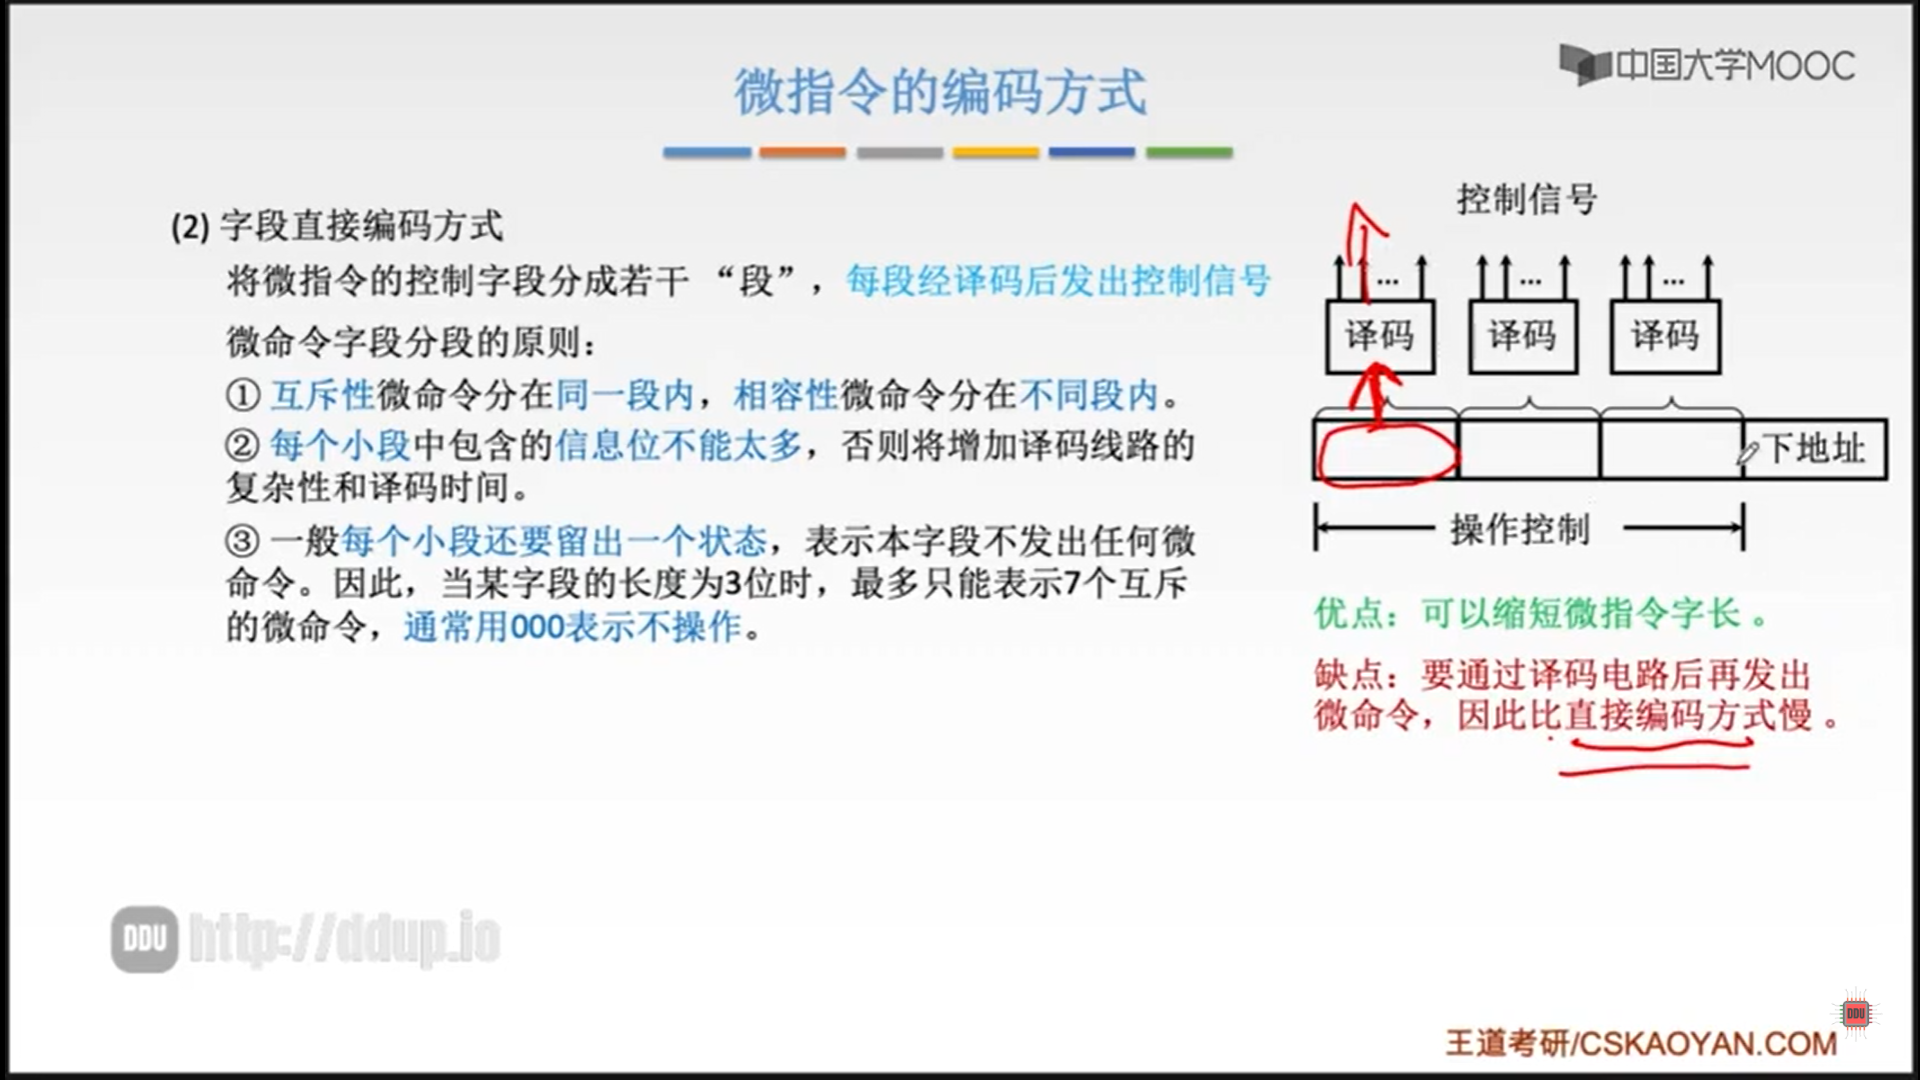 中国大学MOOC
微指令的编码方式
(2) 字段直接编码方式
将微指令的控制字段分成若干 “段”，每段经译码后发出控制信号
微命令字段分段的原则：
① 互斥性微命令分在同一段内，相容性微命令分在不同段内。
② 每个小段中包含的信息位不能太多，否则将增加译码线路的
复杂性和译码时间。
③ 一般每个小段还要留出一个状态，表示本字段不发出任何微
命令。因此，当某字段的长度为3位时，最多只能表示7个互斥
的微命令，通常用000表示不操作。
控制信号
... ... ...
译码 译码 译码
下地址
操作控制
优点：可以缩短微指令字长。
缺点：要通过译码电路后再发出
微命令，因此比直接编码方式慢。
DDU http://ddup.io
DDU
王道考研/CSKAOYAN.COM